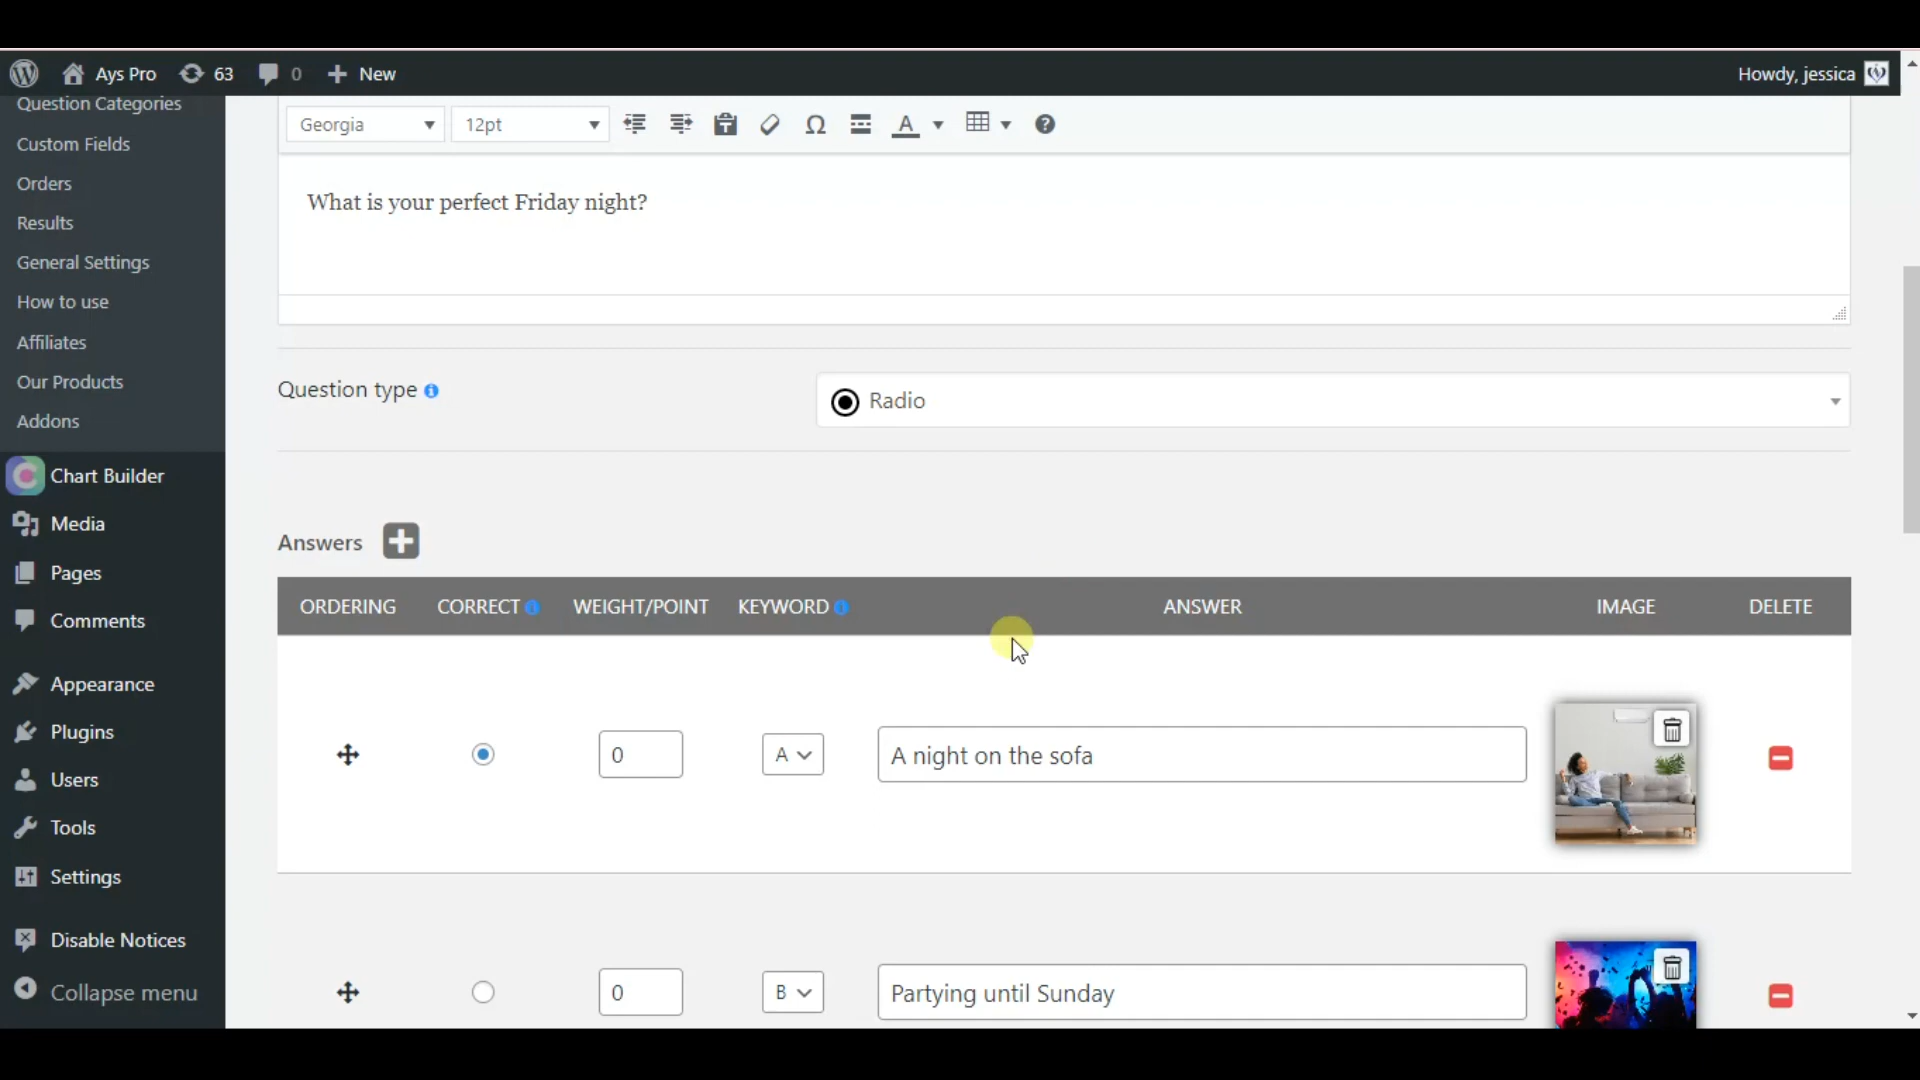 Ays Pro 63 0 New Howdy, jessica
Question Categories
Custom Fields
Orders
Results
General Settings
How to use
Affiliates
Our Products
Addons
Chart Builder
Media
Pages
Comments
Appearance
Plugins
Users
Tools
Settings
Disable Notices
Collapse menu
Georgia 12pt
What is your perfect Friday night?
Question type Radio
Answers
ORDERING CORRECT WEIGHT/POINT KEYWORD ANSWER IMAGE DELETE
0 A A night on the sofa
0 B Partying until Sunday